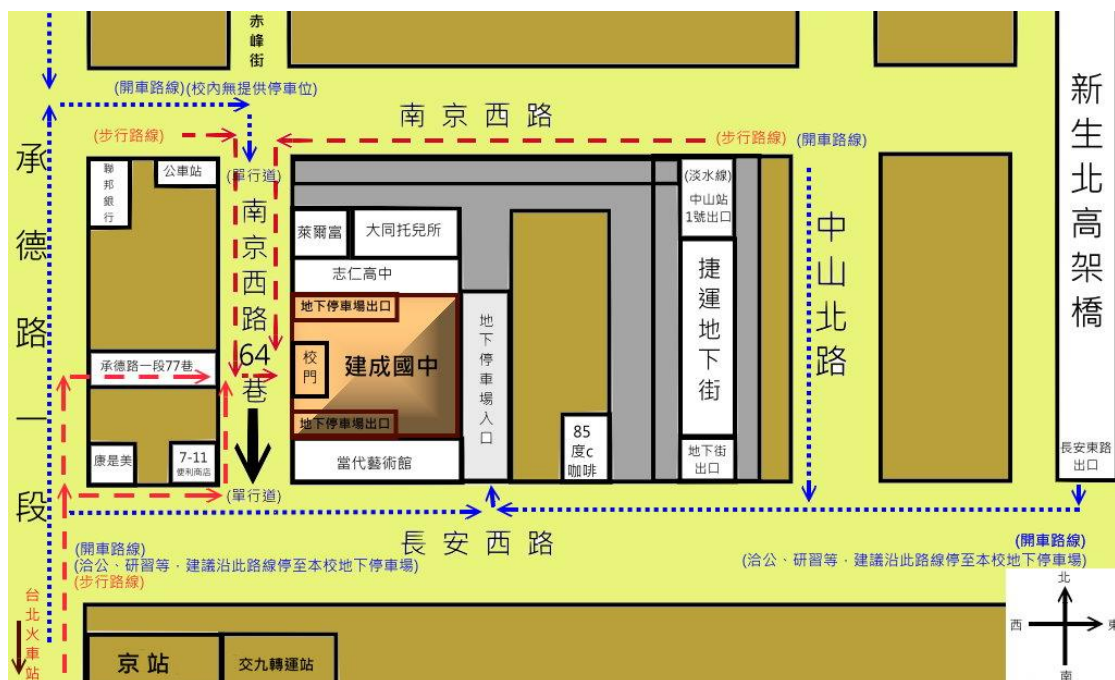 赤峰街
(開車路線)(校內無提供停車位)
南京西路
新生北高架橋
(步行路線)
(步行路線)
(開車路線)
承德路一段
聯邦銀行
公車站
(單行道)
南京西路64巷
(淡水線)
中山站
1號出口
中山北路
萊爾富
大同托兒所
志仁高中
地下停車場出口
校門
建成國中
地下停車場入口
捷運地下街
承德路一段77巷
地下停車場出口
康是美
7-11
便利商店
當代藝術館
85
度c
咖啡
地下街
出口
長安東路
出口
(單行道)
長安西路
(開車路線)
(洽公、研習等，建議沿此路線停至本校地下停車場)
(步行路線)
(開車路線)
(洽公、研習等，建議沿此路線停至本校地下停車場)
台北火車站
京站
交九轉運站
北
西
東
南